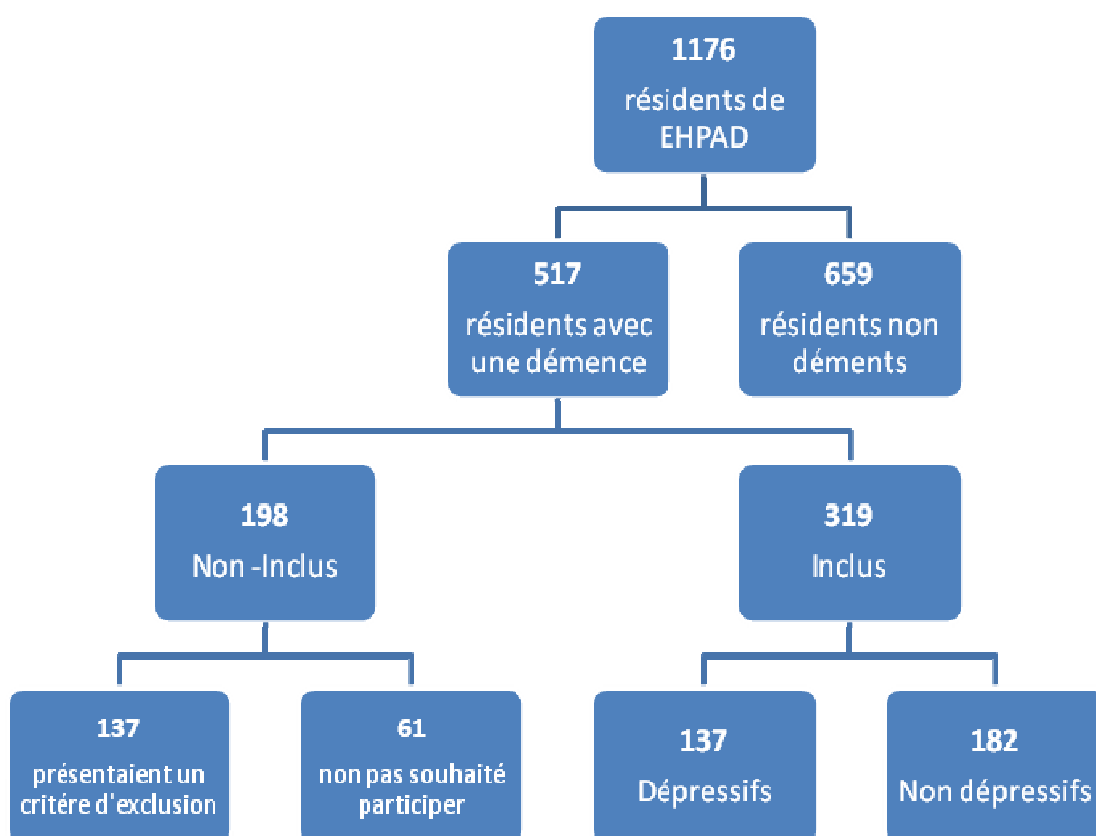 1176
résidents de
EHPAD
517
résidents avec
une démence
659
résidents non
déments
198
Non -Inclus
319
Inclus
137
présentaient un
critére d'exclusion
61
non pas souhaité
participer
137
Dépressifs
182
Non dépressifs